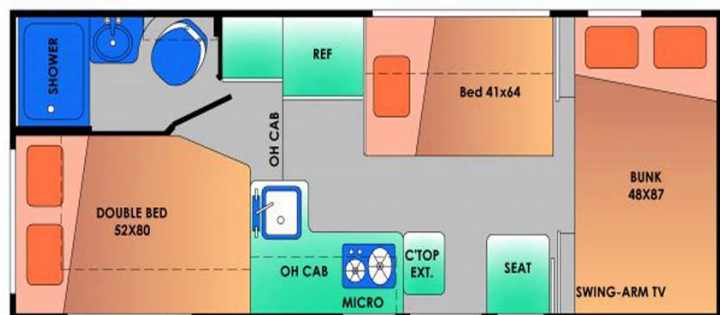 SHOWER
REF
Bed 41x64
OH CAB
BUNK
48X87
DOUBLE BED
52X80
C'TOP
EXT.
SEAT
OH CAB
MICRO
SWING-ARM TV